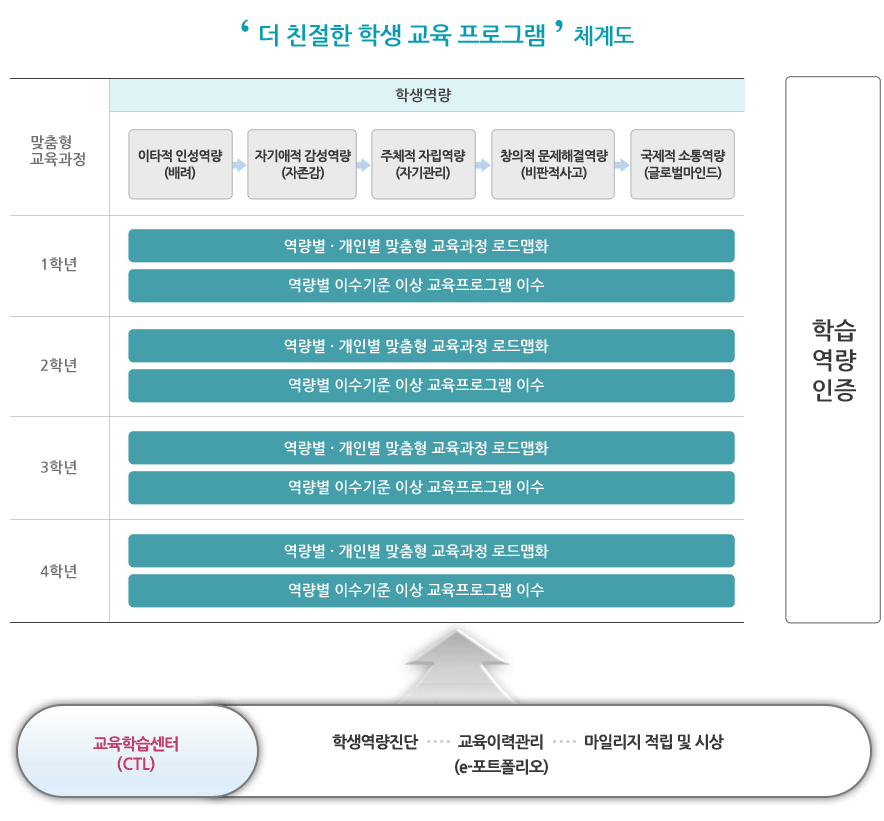 ‘ 더 친절한 학생 교육 프로그램 ’ 체계도
맞춤형
교육과정
학생역량
이타적 인성역량
(배려)
자기애적 감성역량
(자존감)
주체적 자립역량
(자기관리)
창의적 문제해결역량
(비판적사고)
국제적 소통역량
(글로벌마인드)
1학년
역량별 · 개인별 맞춤형 교육과정 로드맵화
역량별 이수기준 이상 교육프로그램 이수
2학년
역량별 · 개인별 맞춤형 교육과정 로드맵화
역량별 이수기준 이상 교육프로그램 이수
3학년
역량별 · 개인별 맞춤형 교육과정 로드맵화
역량별 이수기준 이상 교육프로그램 이수
4학년
역량별 · 개인별 맞춤형 교육과정 로드맵화
역량별 이수기준 이상 교육프로그램 이수
학습
역량
인증
교육학습센터
(CTL)
학생역량진단 ···· 교육이력관리 ···· 마일리지 적립 및 시상
(e-포트폴리오)